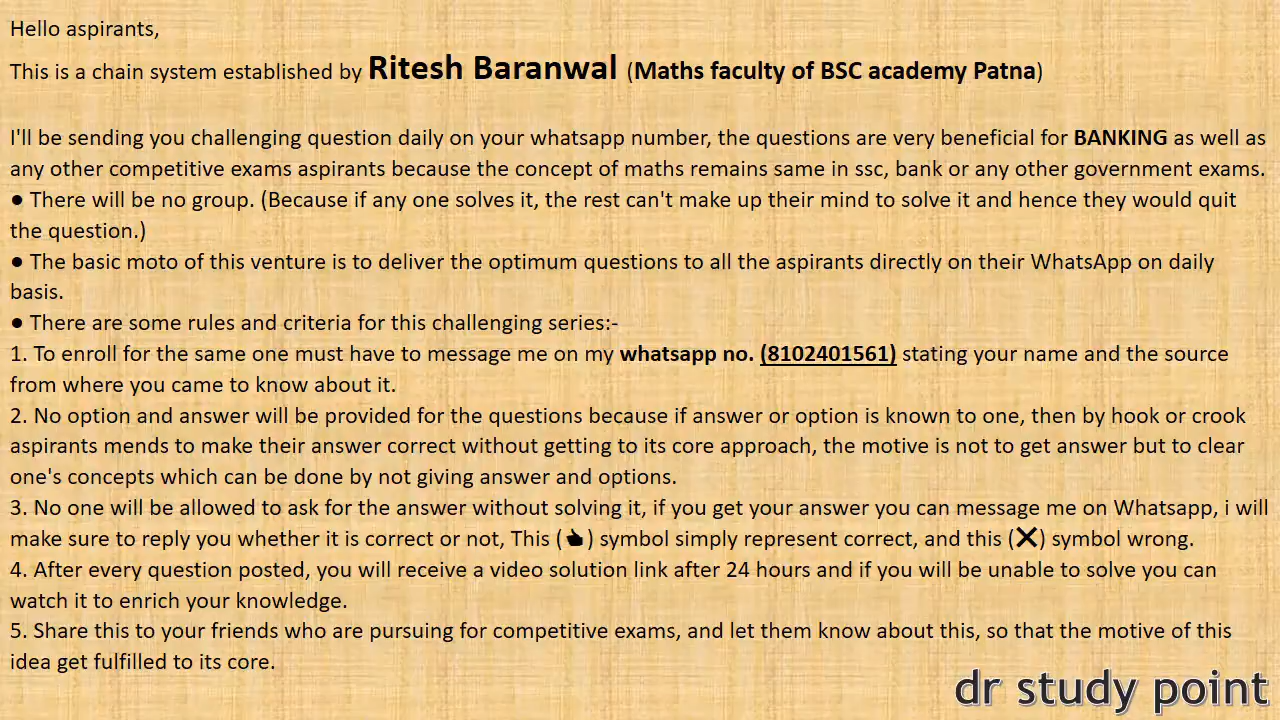 Hello aspirants,
This is a chain system established by Ritesh Baranwal (Maths faculty of BSC academy Patna)
I'll be sending you challenging question daily on your whatsapp number, the questions are very beneficial for BANKING as well as
any other competitive exams aspirants because the concept of maths remains same in ssc, bank or any other government exams.
● There will be no group. (Because if any one solves it, the rest can't make up their mind to solve it and hence they would quit
the question.)
● The basic moto of this venture is to deliver the optimum questions to all the aspirants directly on their WhatsApp on daily
basis.
● There are some rules and criteria for this challenging series:-
1. To enroll for the same one must have to message me on my whatsapp no. (8102401561) stating your name and the source
from where you came to know about it.
2. No option and answer will be provided for the questions because if answer or option is known to one, then by hook or crook
aspirants mends to make their answer correct without getting to its core approach, the motive is not to get answer but to clear
one's concepts which can be done by not giving answer and options.
3. No one will be allowed to ask for the answer without solving it, if you get your answer you can message me on Whatsapp, i will
make sure to reply you whether it is correct or not, This (👍) symbol simply represent correct, and this (❌) symbol wrong.
4. After every question posted, you will receive a video solution link after 24 hours and if you will be unable to solve you can
watch it to enrich your knowledge.
5. Share this to your friends who are pursuing for competitive exams, and let them know about this, so that the motive of this
idea get fulfilled to its core.
dr study point